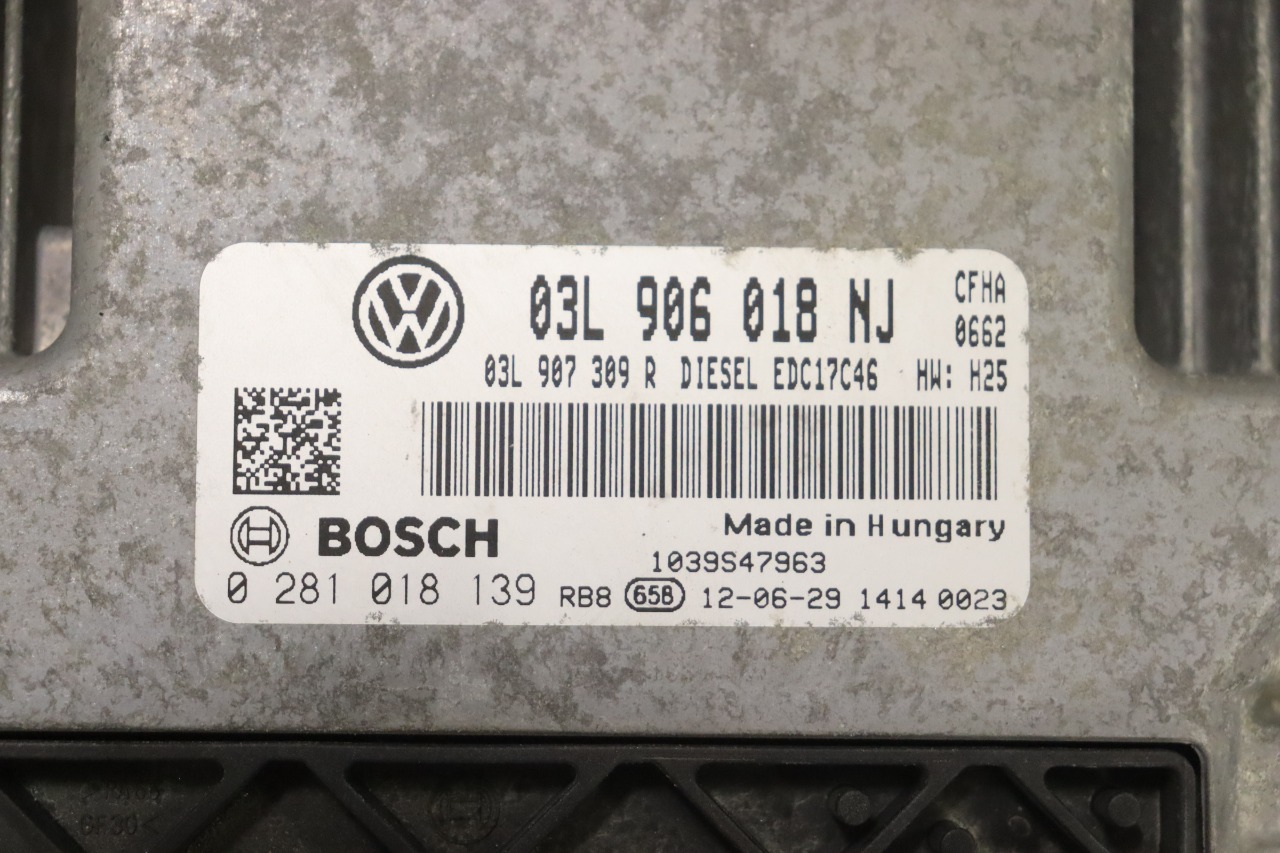 03L 906 018 NJ CFHA
0662
03L 907 309 R DIESEL EDC17C46 HW: H25
Made in Hungary
BOSCH
1039S47963
0 281 018 139 RB8 658 12-06-29 1414 0023
GF30<